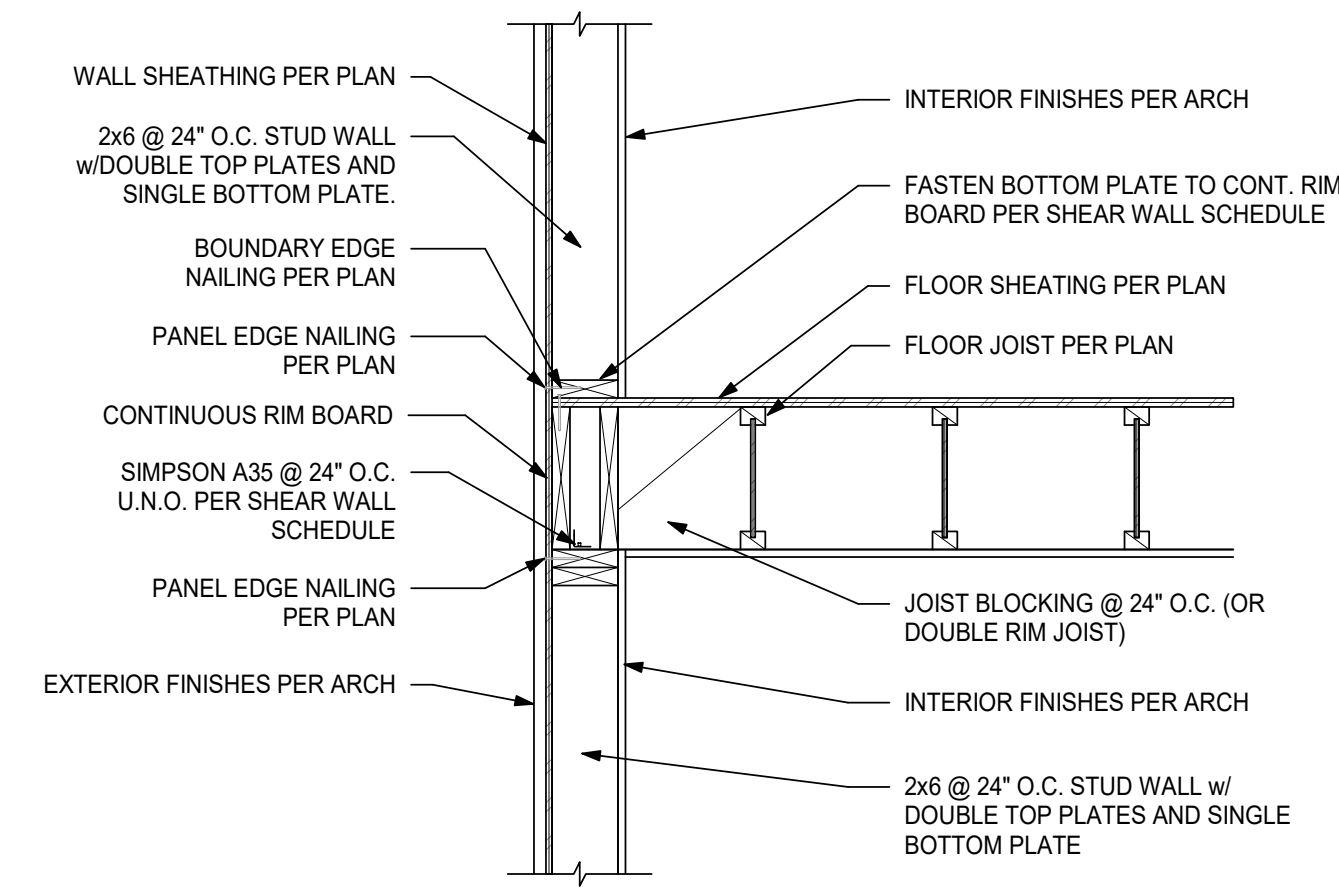 WALL SHEATHING PER PLAN
2x6 @ 24" O.C. STUD WALL
w/DOUBLE TOP PLATES AND
SINGLE BOTTOM PLATE.
BOUNDARY EDGE
NAILING PER PLAN
PANEL EDGE NAILING
PER PLAN
CONTINUOUS RIM BOARD
SIMPSON A35 @ 24" O.C.
U.N.O. PER SHEAR WALL
SCHEDULE
PANEL EDGE NAILING
PER PLAN
EXTERIOR FINISHES PER ARCH
INTERIOR FINISHES PER ARCH
FASTEN BOTTOM PLATE TO CONT. RIM
BOARD PER SHEAR WALL SCHEDULE
FLOOR SHEATING PER PLAN
FLOOR JOIST PER PLAN
JOIST BLOCKING @ 24" O.C. (OR
DOUBLE RIM JOIST)
INTERIOR FINISHES PER ARCH
2x6 @ 24" O.C. STUD WALL w/
DOUBLE TOP PLATES AND SINGLE
BOTTOM PLATE